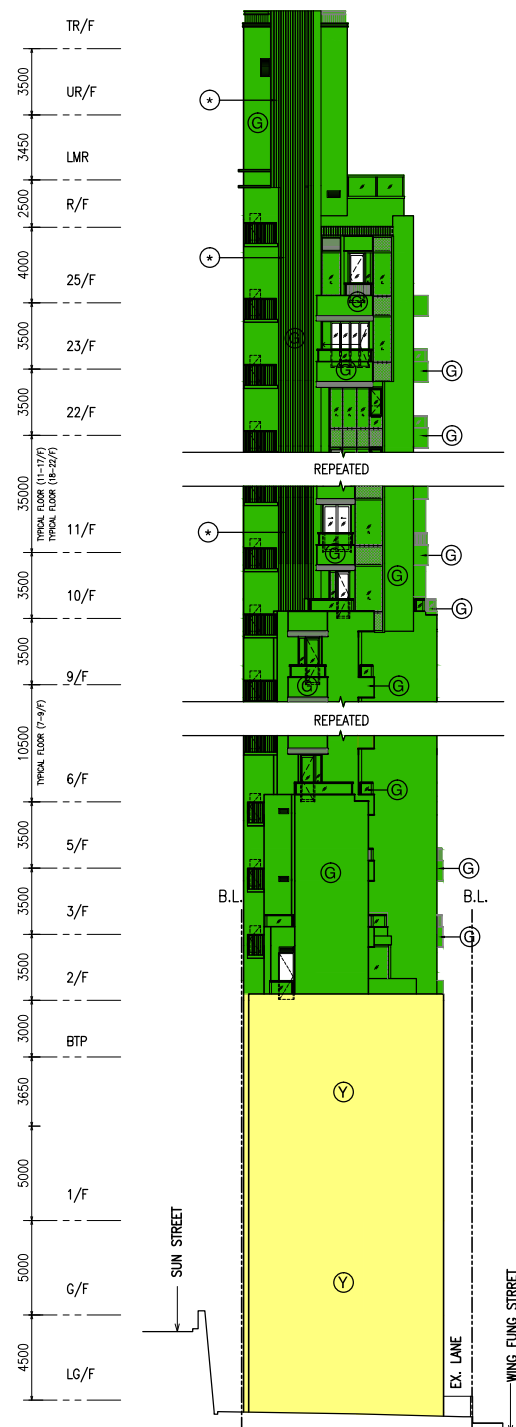 TR/F
3500
UR/F
*
G
3450
LMR
2500
R/F
*
4000
25/F
G
G
3500
23/F
G
G
3500
22/F
G
REPEATED
35000
TYPICAL FLOOR (11-17/F)
TYPICAL FLOOR (18-22/F)
11/F
*
G
G
G
3500
10/F
G
3500
9/F
G
G
REPEATED
10500
TYPICAL FLOOR (7-9/F)
6/F
G
3500
5/F
G
G
B.L.
B.L.
3500
3/F
G
3500
2/F
3000
BTP
Y
3650
5000
1/F
SUN STREET
5000
G/F
Y
4500
LG/F
EX. LANE
WING FUNG STRRET